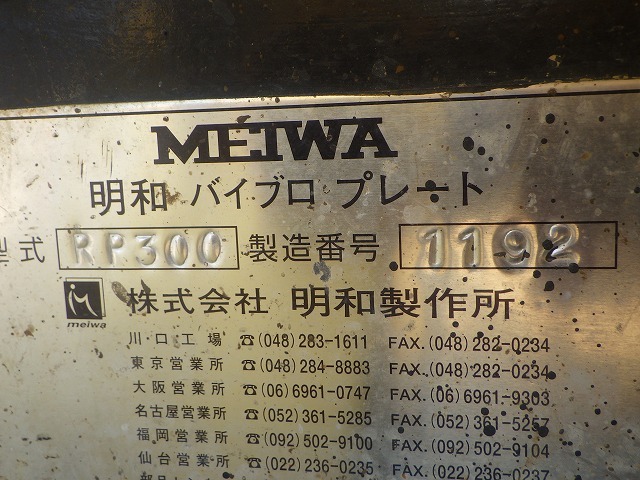 MEIWA
明和 バイブロ プレート
型式 RP300 製造番号 1192
meiwa 株式会社 明和製作所
川・口工場 ☎(048)283-1611 FAX.(048)282-0234
東京営業所 ☎(048)284-8883 FAX.(048)282-0234
大阪営業所 ☎(06)6961-0747 FAX.(06)6961-9303
名古屋営業所 ☎(052)361-5285 FAX.(052)361-5257
福岡営業所 ☎(092)502-9100 FAX.(092)502-9104
仙台営業所 ☎(022)236-0235 FAX.(022)236-0237